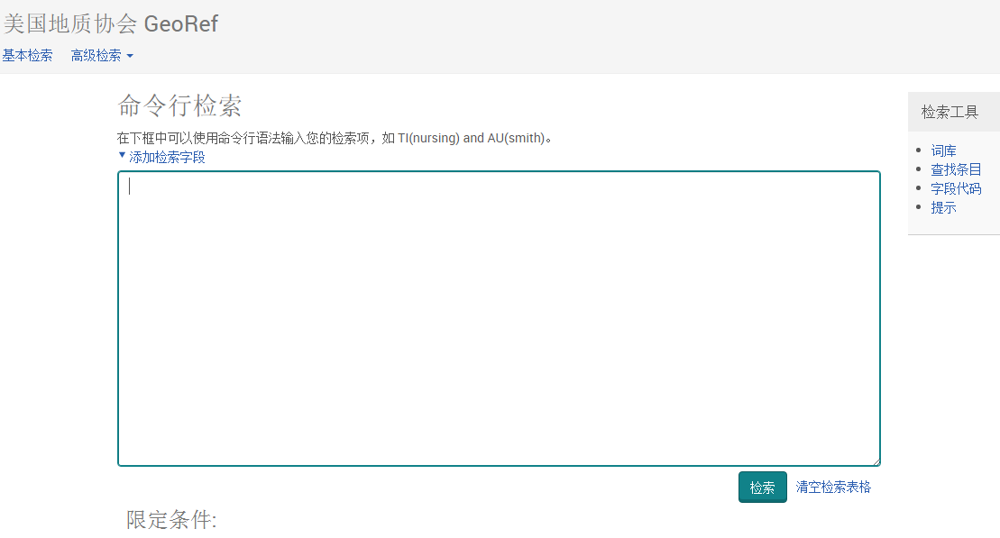 美国地质协会 GeoRef
基本检索 高级检索
命令行检索
在下框中可以使用命令行语法输入您的检索项，如 TI(nursing) and AU(smith)。
添加检索字段
检索 清空检索表格
限定条件:
检索工具
词库
查找条目
字段代码
提示